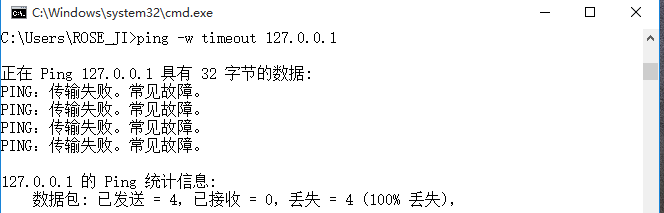 C:\Windows\system32\cmd.exe
C:\Users\ROSE_JI>ping -w timeout 127.0.0.1
正在 Ping 127.0.0.1 具有 32 字节的数据:
PING: 传输失败。常见故障。
PING: 传输失败。常见故障。
PING: 传输失败。常见故障。
PING: 传输失败。常见故障。
127.0.0.1 的 Ping 统计信息:
数据包: 已发送 = 4，已接收 = 0，丢失 = 4 (100% 丢失)，